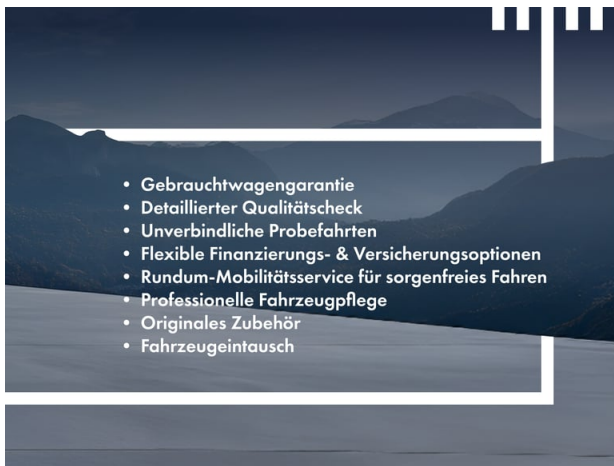 • Gebrauchtwagengarantie
• Detaillierter Qualitätscheck
• Unverbindliche Probefahrten
• Flexible Finanzierungs- & Versicherungsoptionen
• Rundum-Mobilitätsservice für sorgenfreies Fahren
• Professionelle Fahrzeugpflege
• Originales Zubehör
• Fahrzeugeintausch